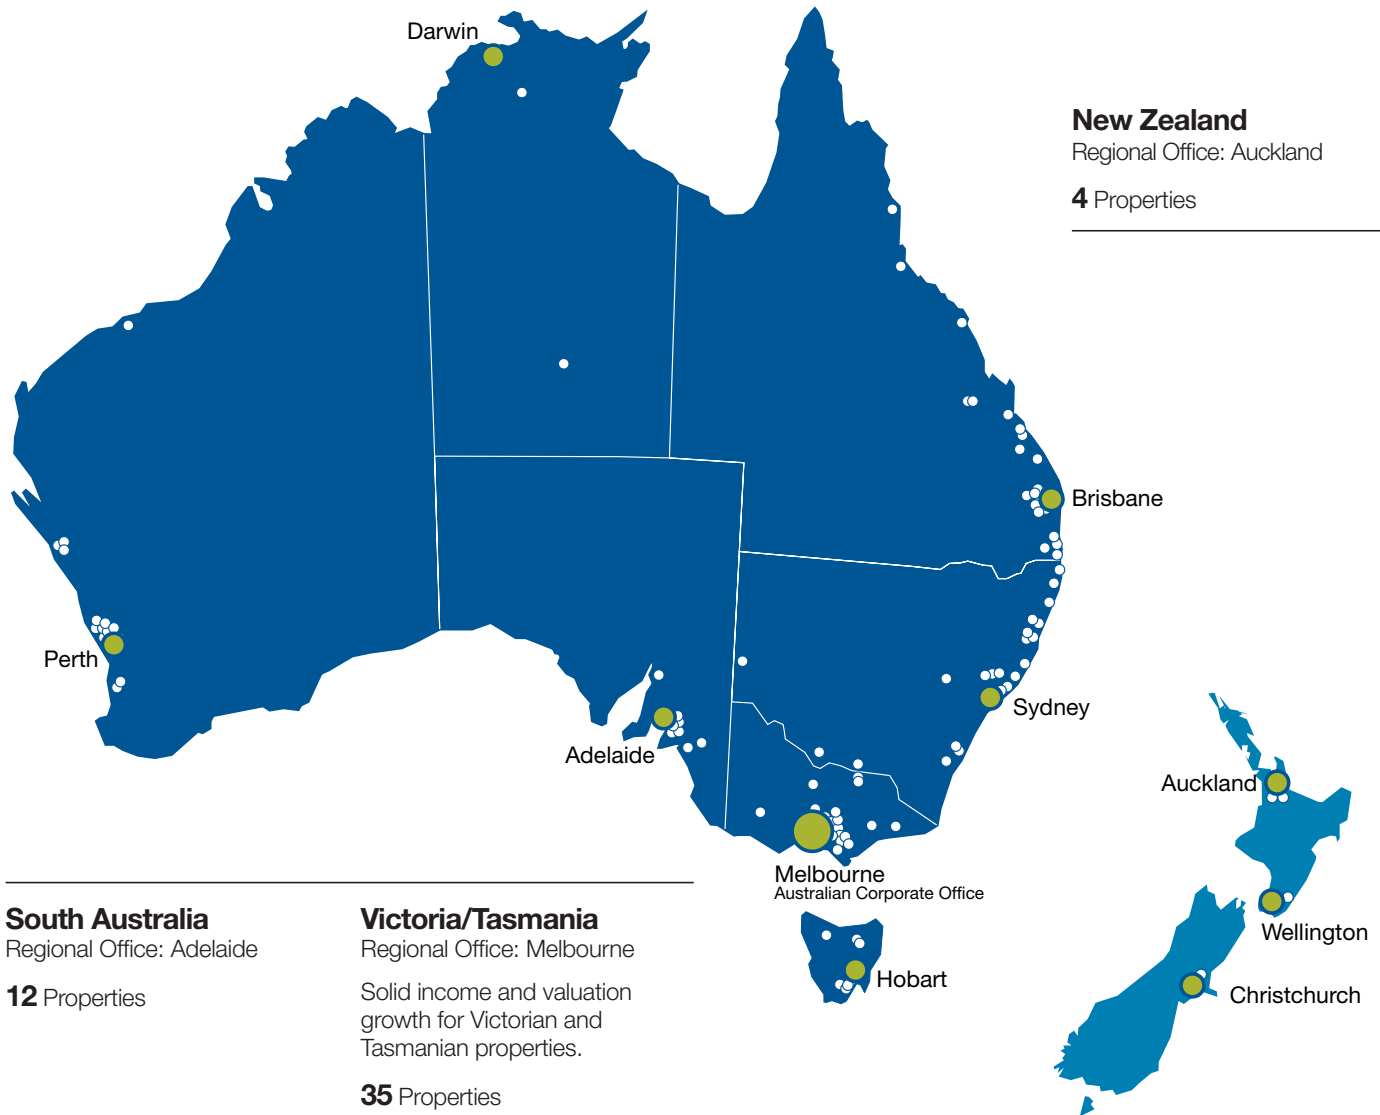 Darwin
New Zealand
Regional Office: Auckland
4 Properties
Brisbane
Perth
Sydney
Adelaide
Auckland
Melbourne
Australian Corporate Office
South Australia
Regional Office: Adelaide
12 Properties
Victoria/Tasmania
Regional Office: Melbourne
Solid income and valuation
growth for Victorian and
Tasmanian properties.
35 Properties
Hobart
Wellington
Christchurch